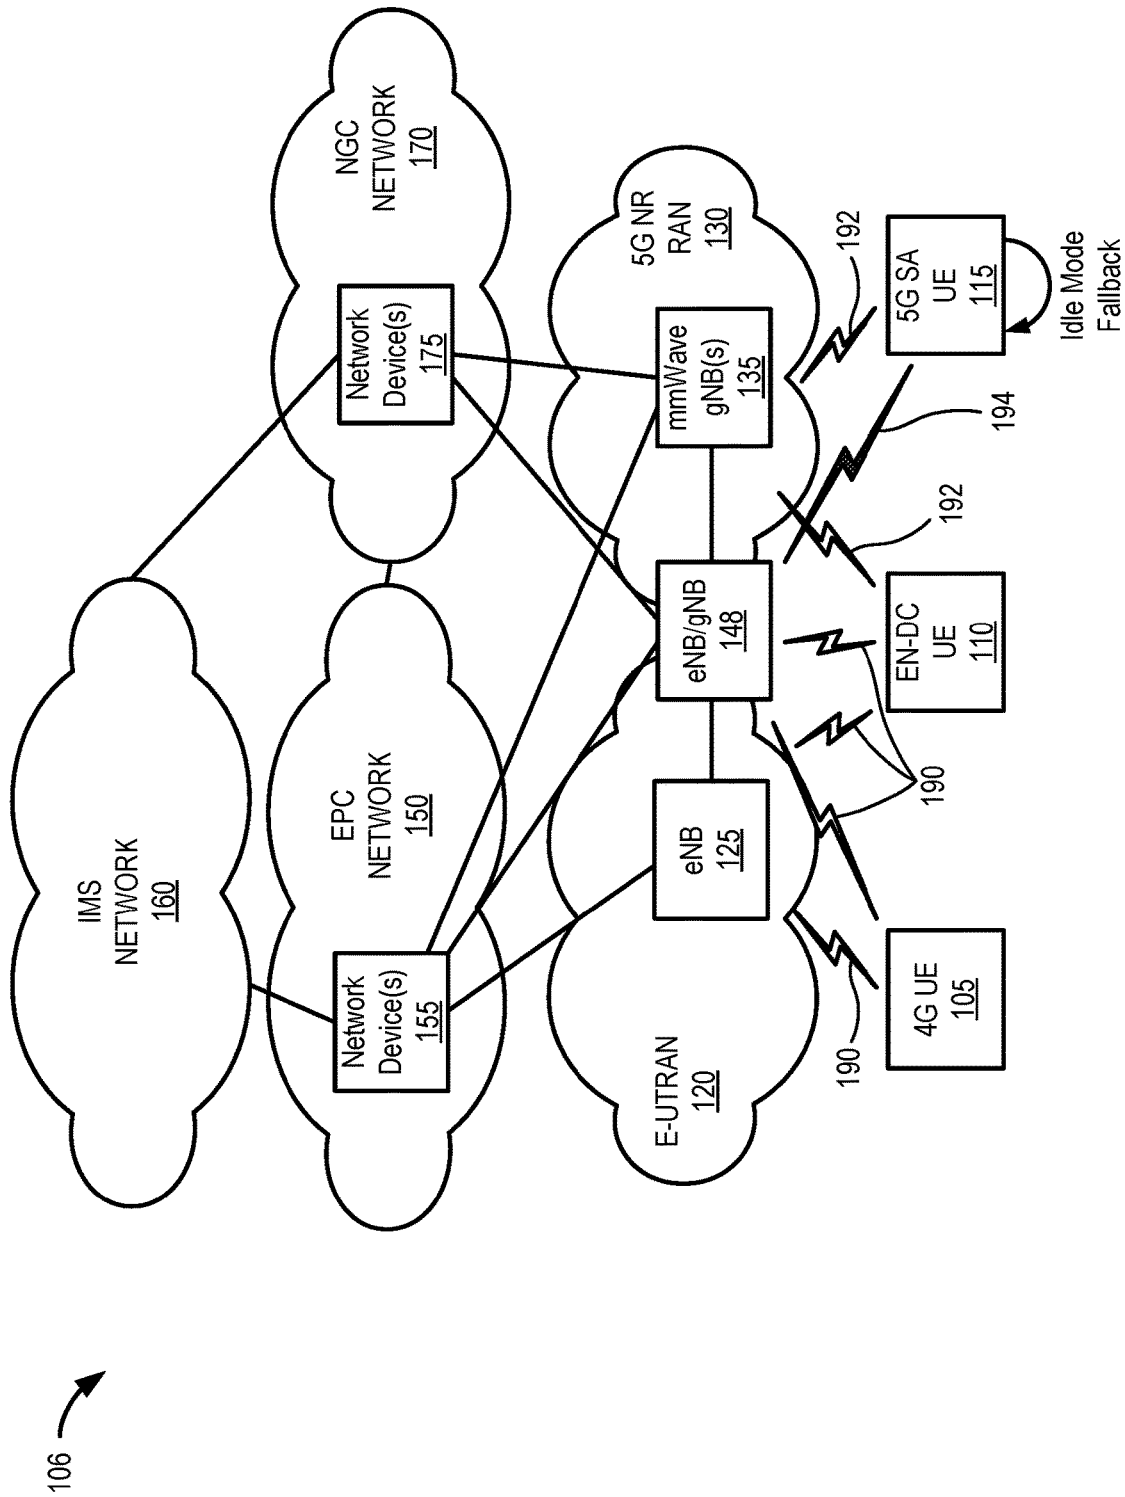 106
IMS
NETWORK
160
NGC
NETWORK
170
EPC
NETWORK
150
Network
Device(s)
155
Network
Device(s)
175
E-UTRAN
120
eNB
125
eNB/gNB
148
mmWave
gNB(s)
135
5G NR
RAN
130
190
190
192
194
192
4G UE
105
EN-DC
UE
110
5G SA
UE
115
Idle Mode
Fallback